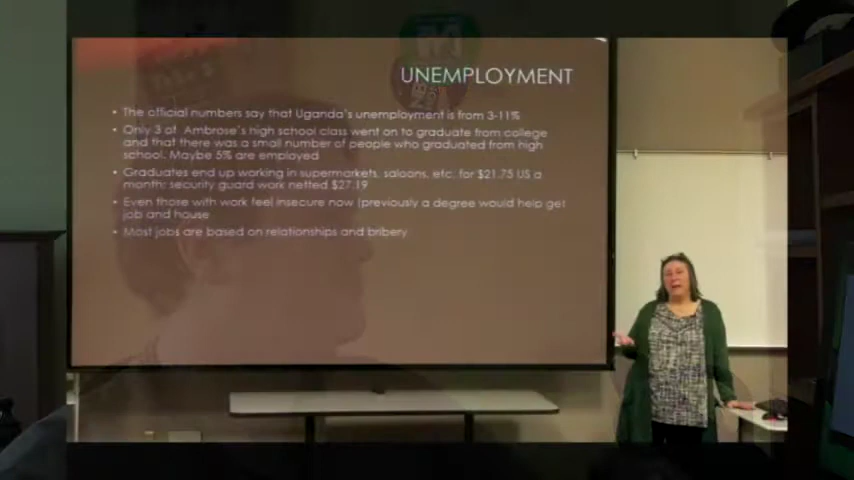 UNEMPLOYMENT
• The official numbers say that Uganda's unemployment is from 3-11%
• Only 3 of Ambrose's high school class went on to graduate from college
and that there was a small number of people who graduated from high
school. Maybe 5% are employed
• Graduates end up working in supermarkets, saloons, etc. for $21.75 US a
month; security guard work netted $27.19
• Even those with work feel insecure now (previously a degree would help get
job and house
• Most jobs are based on relationships and bribery